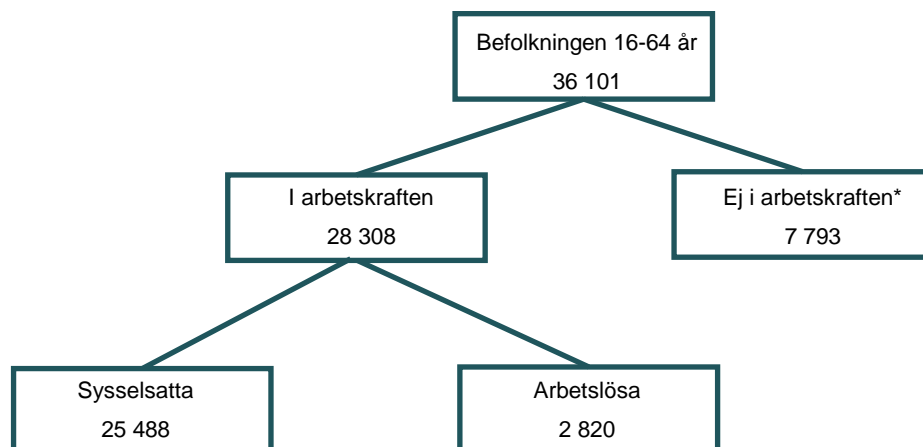 Befolkningen 16-64 år
36 101
I arbetskraften
28 308
Ej i arbetskraften*
7 793
Sysselsatta
25 488
Arbetslösa
2 820